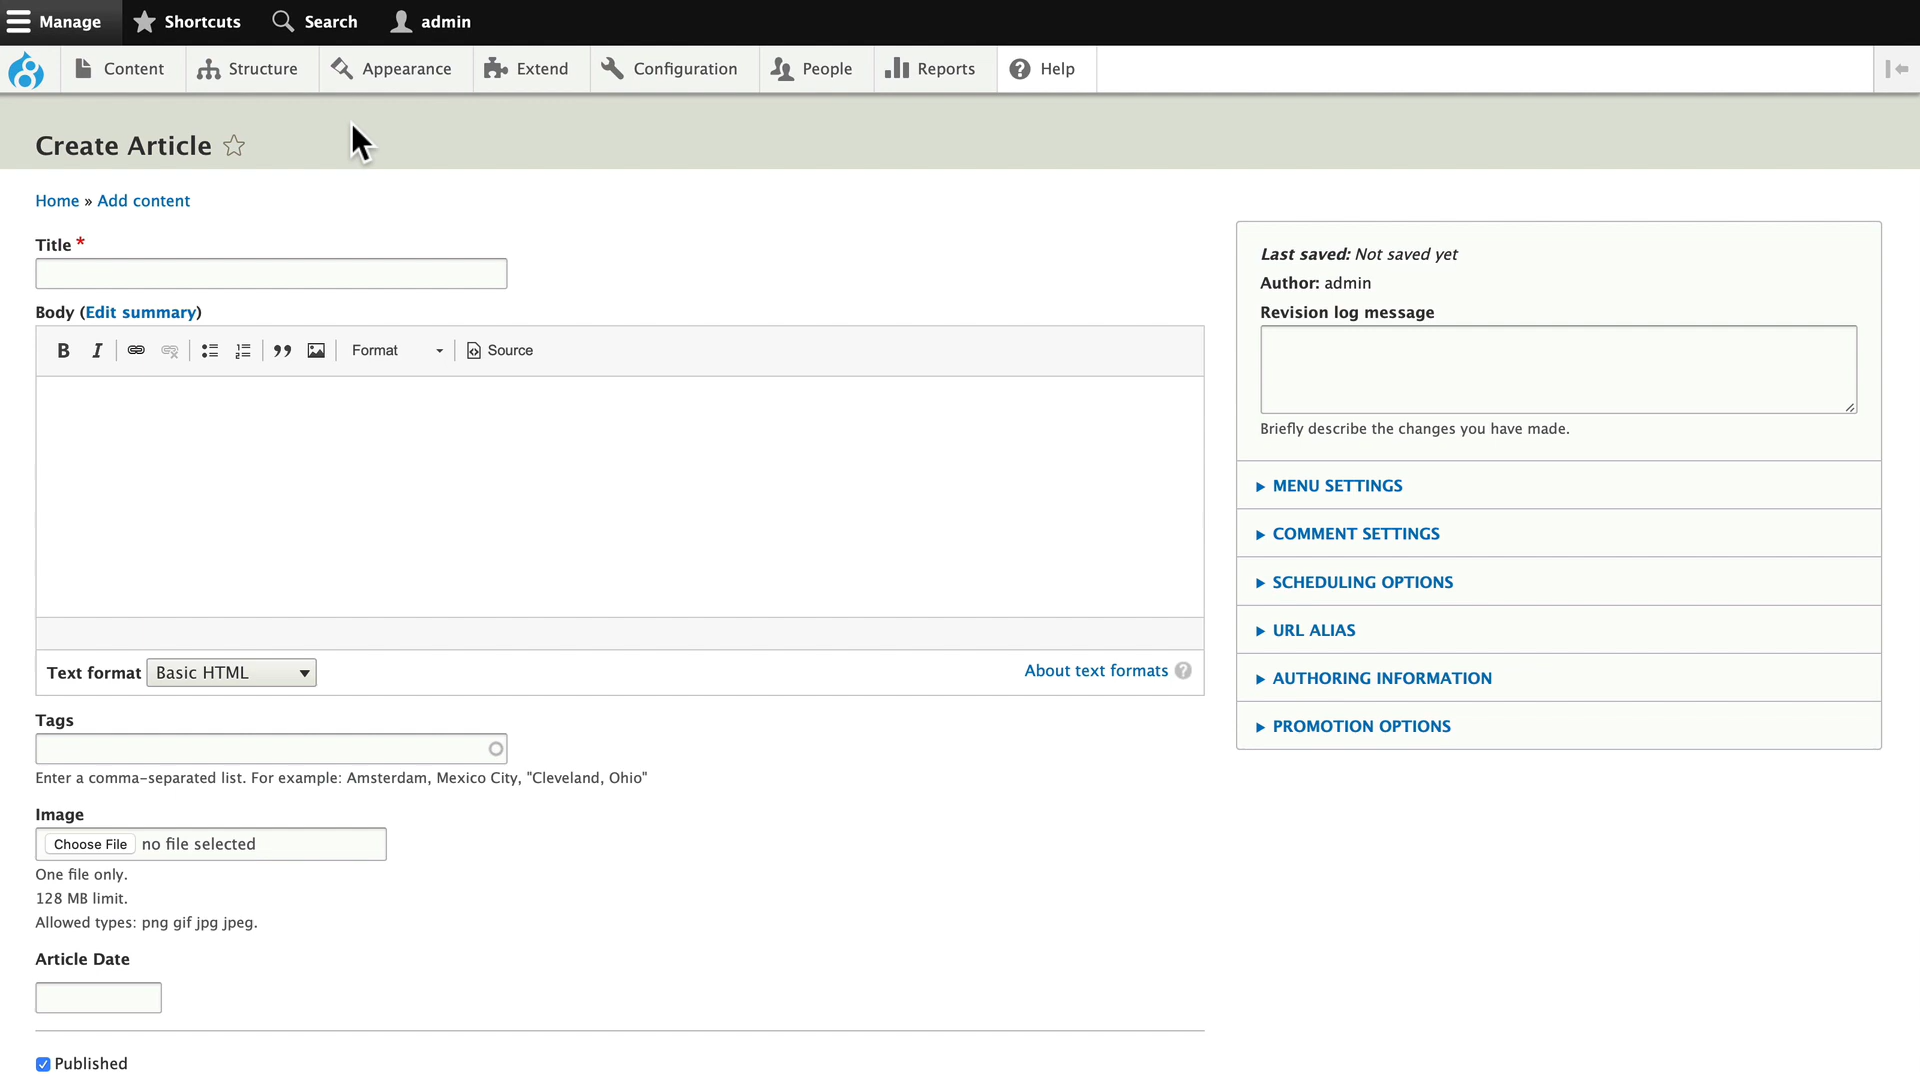 Manage Shortcuts Search admin
Content Structure Appearance Extend Configuration People Reports Help
Create Article
Home » Add content
Title *
Body (Edit summary)
B I Format Source
Text format Basic HTML About text formats ?
Tags
Enter a comma-separated list. For example: Amsterdam, Mexico City, "Cleveland, Ohio"
Image
Choose File no file selected
One file only.
128 MB limit.
Allowed types: png gif jpg jpeg.
Article Date
Published
Last saved: Not saved yet
Author: admin
Revision log message
Briefly describe the changes you have made.
MENU SETTINGS
COMMENT SETTINGS
SCHEDULING OPTIONS
URL ALIAS
AUTHORING INFORMATION
PROMOTION OPTIONS